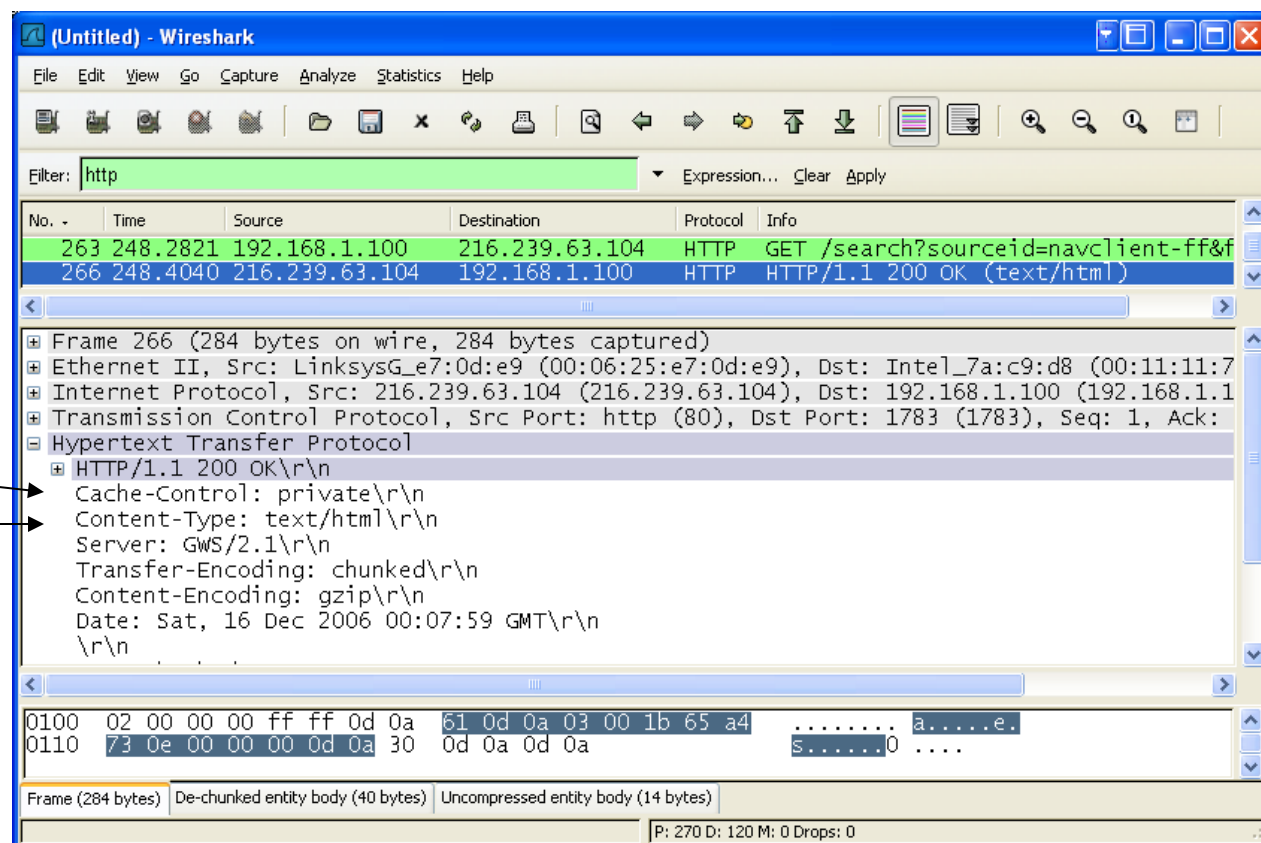 (Untitled) - Wireshark
File Edit View Go Capture Analyze Statistics Help
Filter: http Expression... Clear Apply
No. - Time Source Destination Protocol Info
263 248.2821 192.168.1.100 216.239.63.104 HTTP GET /search?sourceid=navclient-ff&f
266 248.4040 216.239.63.104 192.168.1.100 HTTP HTTP/1.1 200 OK (text/html)
Frame 266 (284 bytes on wire, 284 bytes captured)
Ethernet II, Src: LinksysG_e7:0d:e9 (00:06:25:e7:0d:e9), Dst: Intel_7a:c9:d8 (00:11:11:7
Internet Protocol, Src: 216.239.63.104 (216.239.63.104), Dst: 192.168.1.100 (192.168.1.1
Transmission Control Protocol, Src Port: http (80), Dst Port: 1783 (1783), Seq: 1, Ack:
Hypertext Transfer Protocol
HTTP/1.1 200 OK\r\n
Cache-Control: private\r\n
Content-Type: text/html\r\n
Server: GWS/2.1\r\n
Transfer-Encoding: chunked\r\n
Content-Encoding: gzip\r\n
Date: Sat, 16 Dec 2006 00:07:59 GMT\r\n
\r\n
0100 02 00 00 00 ff ff 0d 0a 61 0d 0a 03 00 1b 65 a4 ........ a.....e.
0110 73 0e 00 00 00 0d 0a 30 0d 0a 0d 0a s......0 ....
Frame (284 bytes) De-chunked entity body (40 bytes) Uncompressed entity body (14 bytes)
P: 270 D: 120 M: 0 Drops: 0